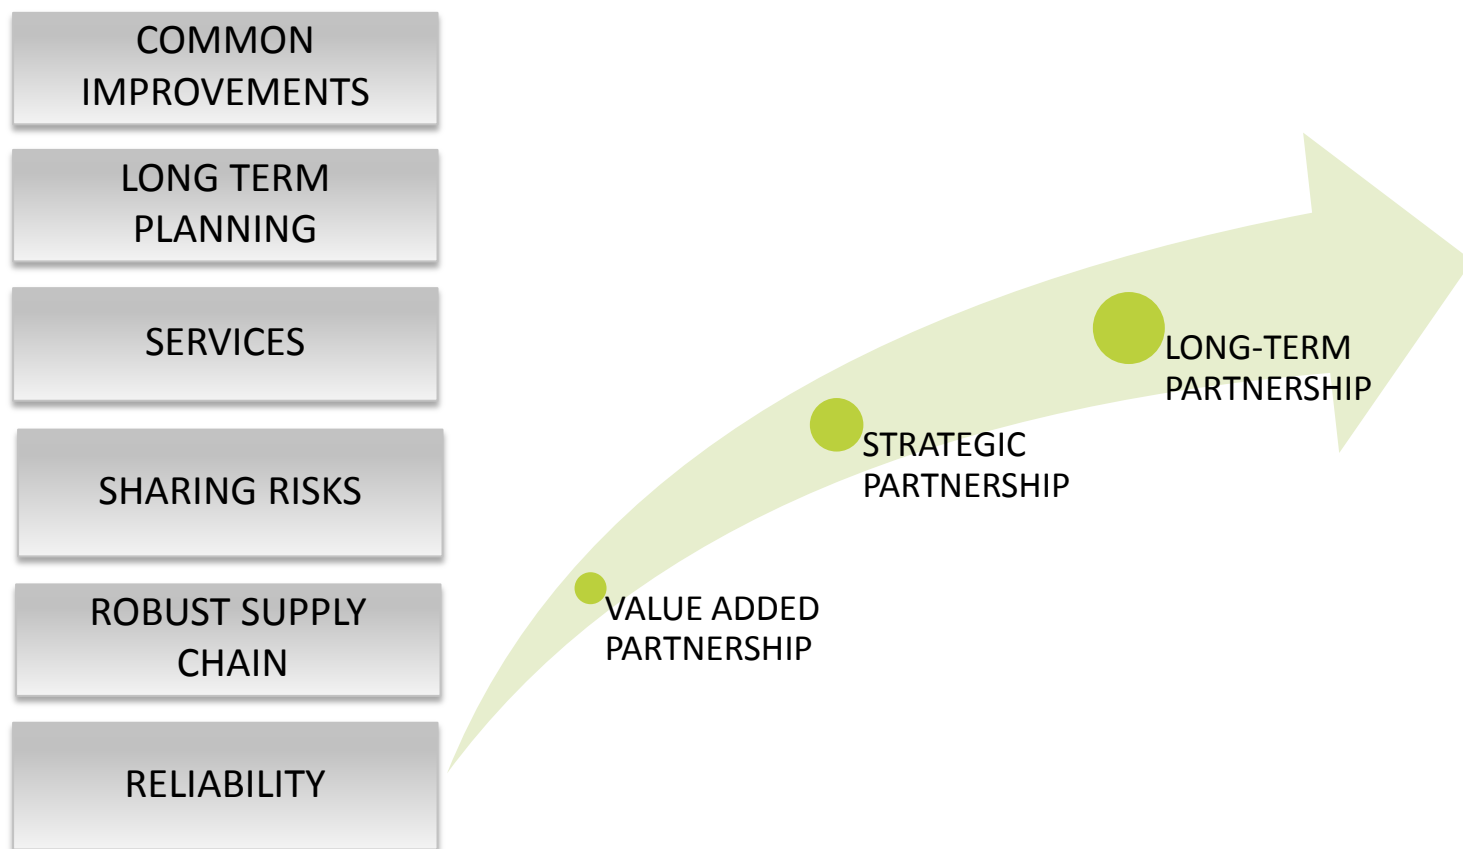 COMMON
IMPROVEMENTS
LONG TERM
PLANNING
SERVICES
SHARING RISKS
ROBUST SUPPLY
CHAIN
RELIABILITY
LONG-TERM
PARTNERSHIP
STRATEGIC
PARTNERSHIP
VALUE ADDED
PARTNERSHIP